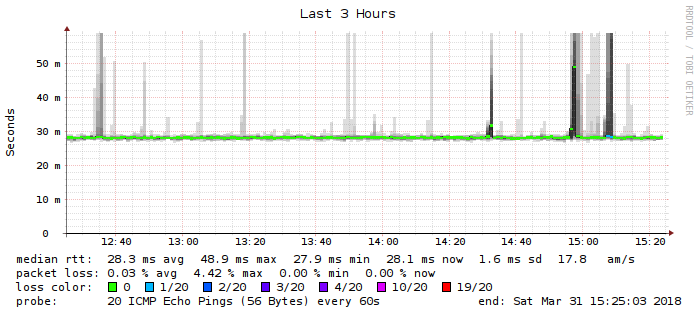 Last 3 Hours
RRDTOOL / TOBI OETIKER
Seconds
50 m
40 m
30 m
20 m
10 m
0
12:40 13:00 13:20 13:40 14:00 14:20 14:40 15:00 15:20
median rtt: 28.3 ms avg 48.9 ms max 27.9 ms min 28.1 ms now 1.6 ms sd 17.8 am/s
packet loss: 0.03 % avg 4.42 % max 0.00 % min 0.00 % now
loss color: 0 1/20 2/20 3/20 4/20 10/20 19/20
probe: 20 ICMP Echo Pings (56 Bytes) every 60s end: Sat Mar 31 15:25:03 2018